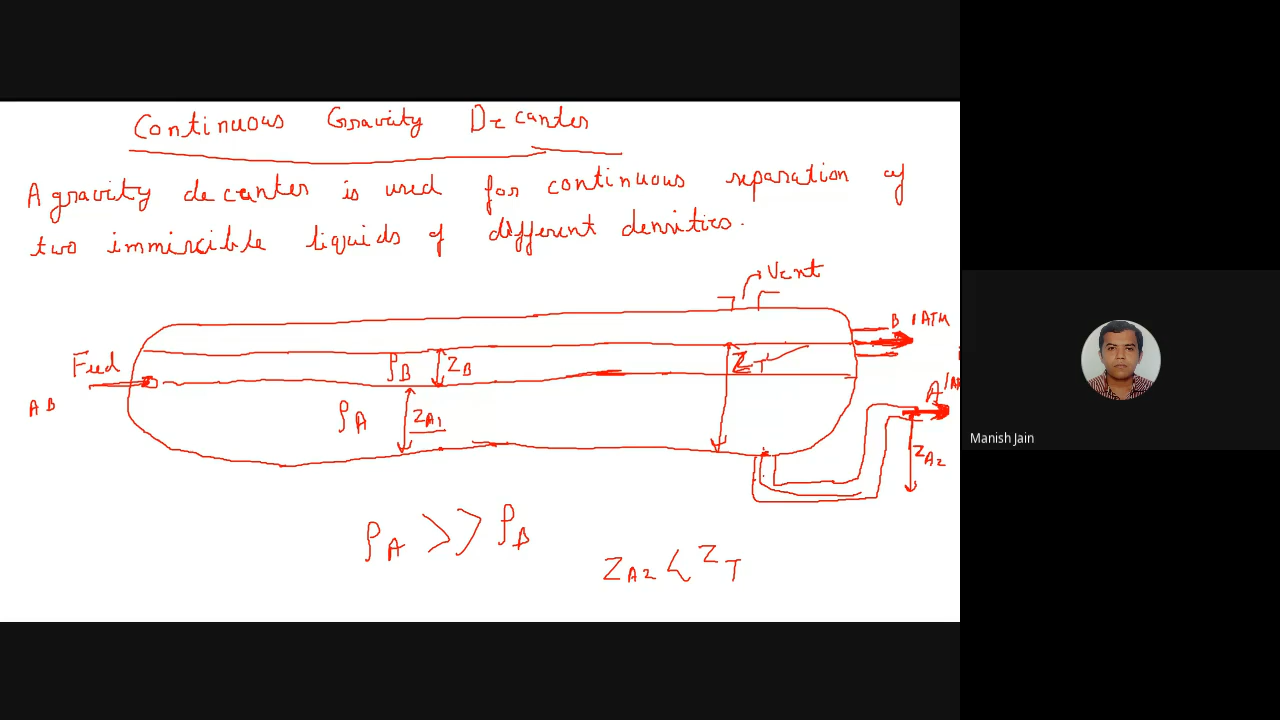 Continuous Gravity Decanter
A gravity decanter is used for continuous separation of
two immiscible liquids of different densities.
Vent
B 1 ATM
Feed
ρB
ZB
ZT
A
A B
ρA
ZA1
ZA2
Manish Jain
ρA >> ρB
ZA2 < ZT